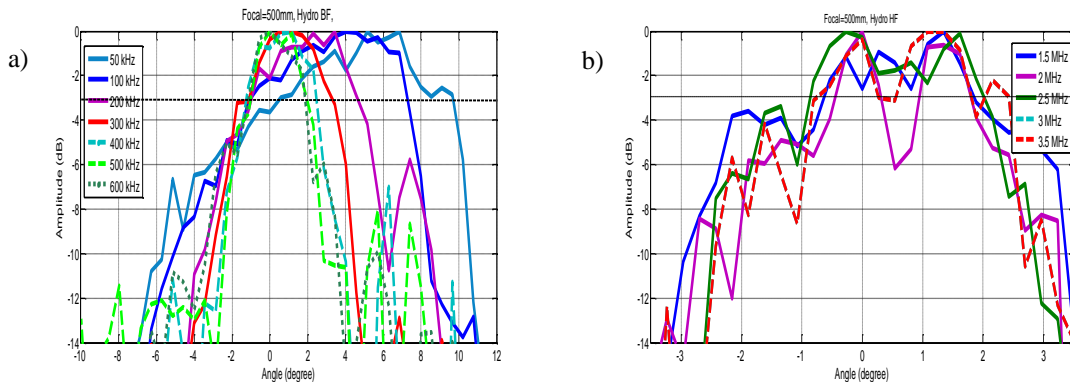 a)
Focal=500mm, Hydro BF,
Amplitude (dB)
0
-2
-4
-6
-8
-10
-12
-14
50 kHz
100 kHz
200 kHz
300 kHz
400 kHz
500 kHz
600 kHz
-10 -8 -6 -4 -2 0 2 4 6 8 10 12
Angle (degree)
b)
Focal=500mm, Hydro HF
Amplitude (dB)
0
-2
-4
-6
-8
-10
-12
-14
1.5 MHz
2 MHz
2.5 MHz
3 MHz
3.5 MHz
-3 -2 -1 0 1 2 3
Angle (degree)